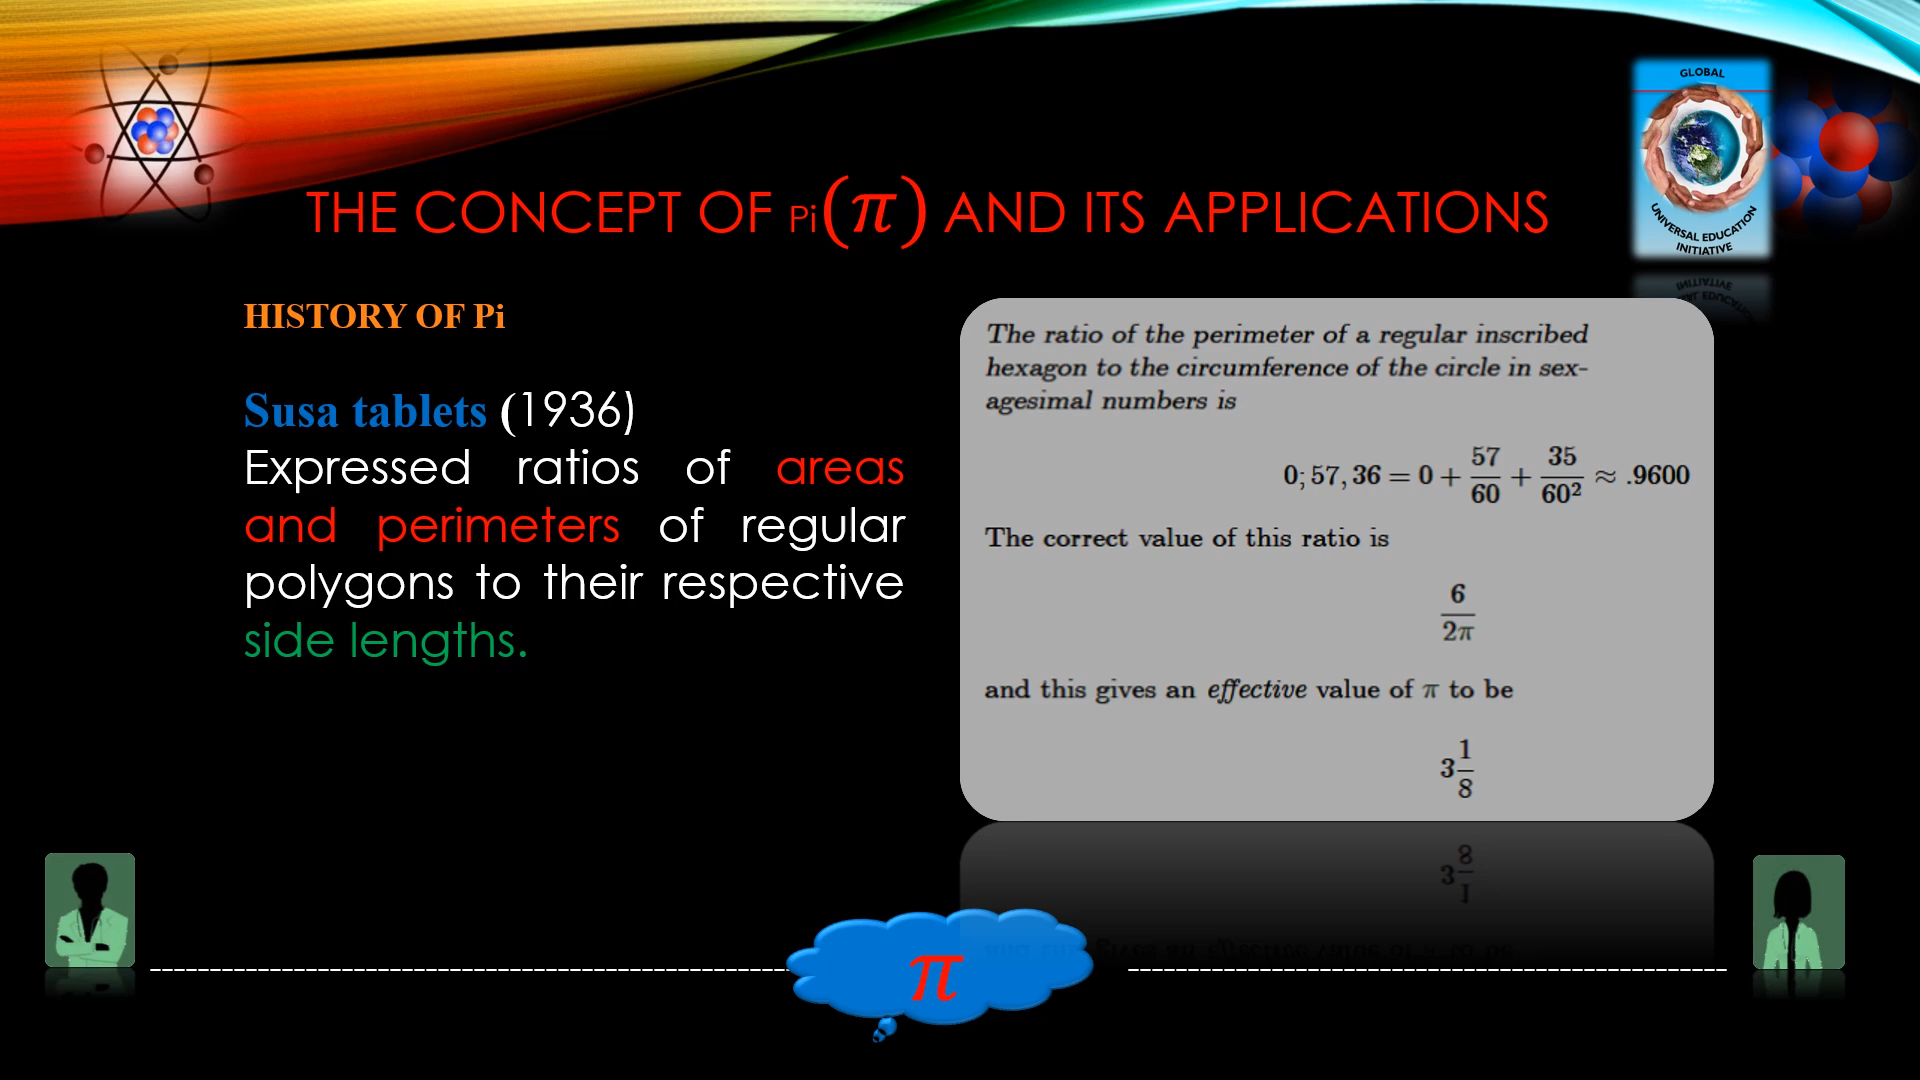 GLOBAL
UNIVERSAL EDUCATION
INITIATIVE
THE CONCEPT OF Pi(π) AND ITS APPLICATIONS
HISTORY OF Pi
Susa tablets (1936)
Expressed ratios of areas
and perimeters of regular
polygons to their respective
side lengths.
The ratio of the perimeter of a regular inscribed
hexagon to the circumference of the circle in sex-
agesimal numbers is
0; 57, 36 = 0 + 57/60 + 35/60² ≈ .9600
The correct value of this ratio is
6/2π
and this gives an effective value of π to be
3 1/8
π